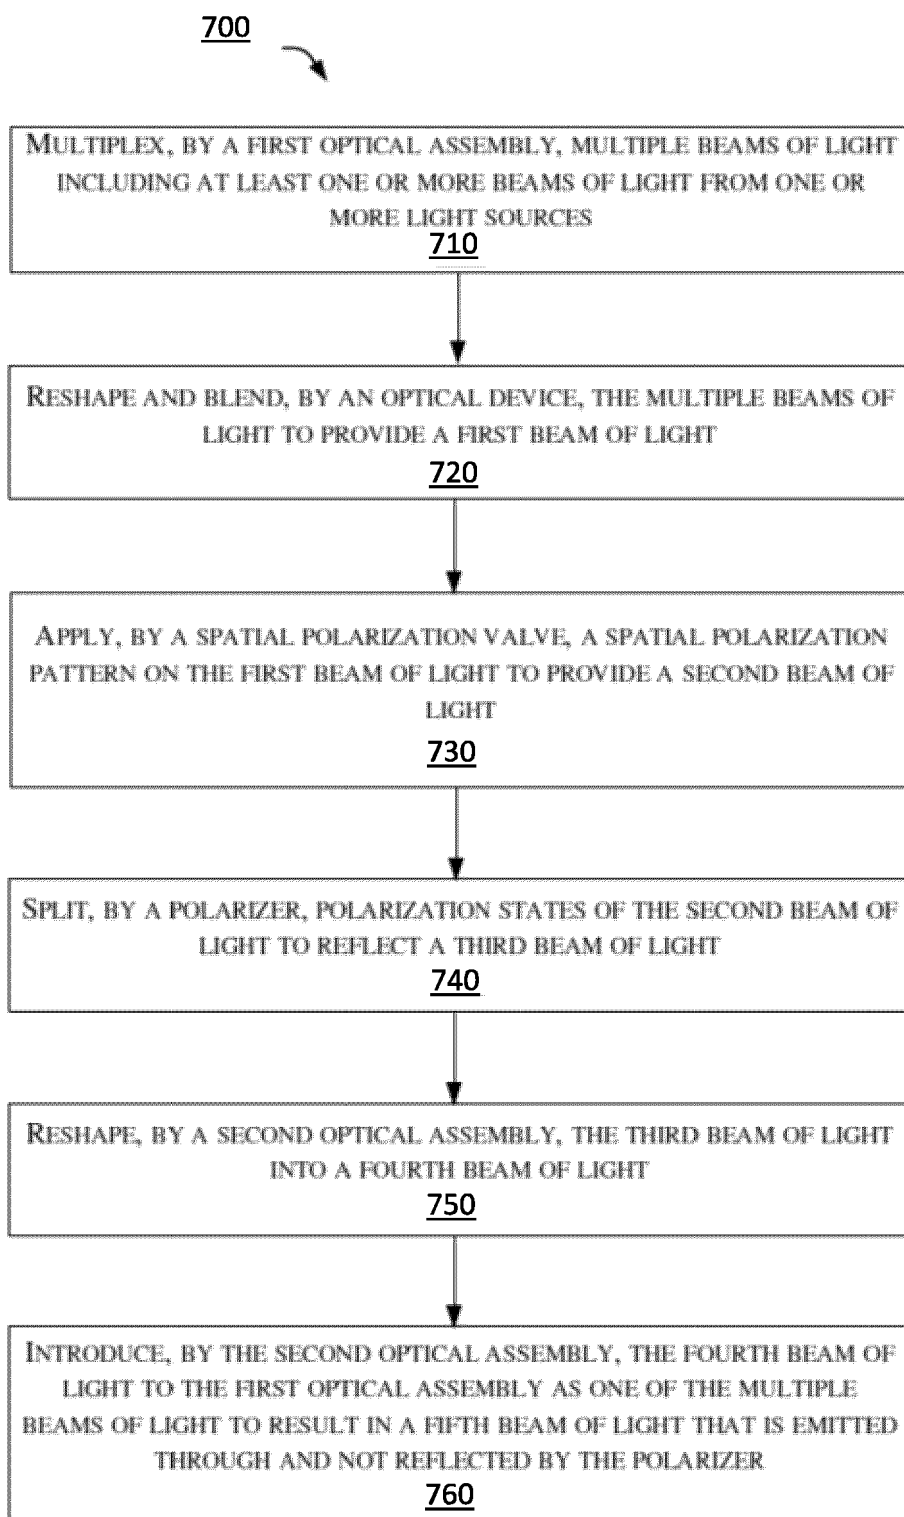 700
MULTIPLEX, BY A FIRST OPTICAL ASSEMBLY, MULTIPLE BEAMS OF LIGHT
INCLUDING AT LEAST ONE OR MORE BEAMS OF LIGHT FROM ONE OR
MORE LIGHT SOURCES
710
RESHAPE AND BLEND, BY AN OPTICAL DEVICE, THE MULTIPLE BEAMS OF
LIGHT TO PROVIDE A FIRST BEAM OF LIGHT
720
APPLY, BY A SPATIAL POLARIZATION VALVE, A SPATIAL POLARIZATION
PATTERN ON THE FIRST BEAM OF LIGHT TO PROVIDE A SECOND BEAM OF
LIGHT
730
SPLIT, BY A POLARIZER, POLARIZATION STATES OF THE SECOND BEAM OF
LIGHT TO REFLECT A THIRD BEAM OF LIGHT
740
RESHAPE, BY A SECOND OPTICAL ASSEMBLY, THE THIRD BEAM OF LIGHT
INTO A FOURTH BEAM OF LIGHT
750
INTRODUCE, BY THE SECOND OPTICAL ASSEMBLY, THE FOURTH BEAM OF
LIGHT TO THE FIRST OPTICAL ASSEMBLY AS ONE OF THE MULTIPLE
BEAMS OF LIGHT TO RESULT IN A FIFTH BEAM OF LIGHT THAT IS EMITTED
THROUGH AND NOT REFLECTED BY THE POLARIZER
760